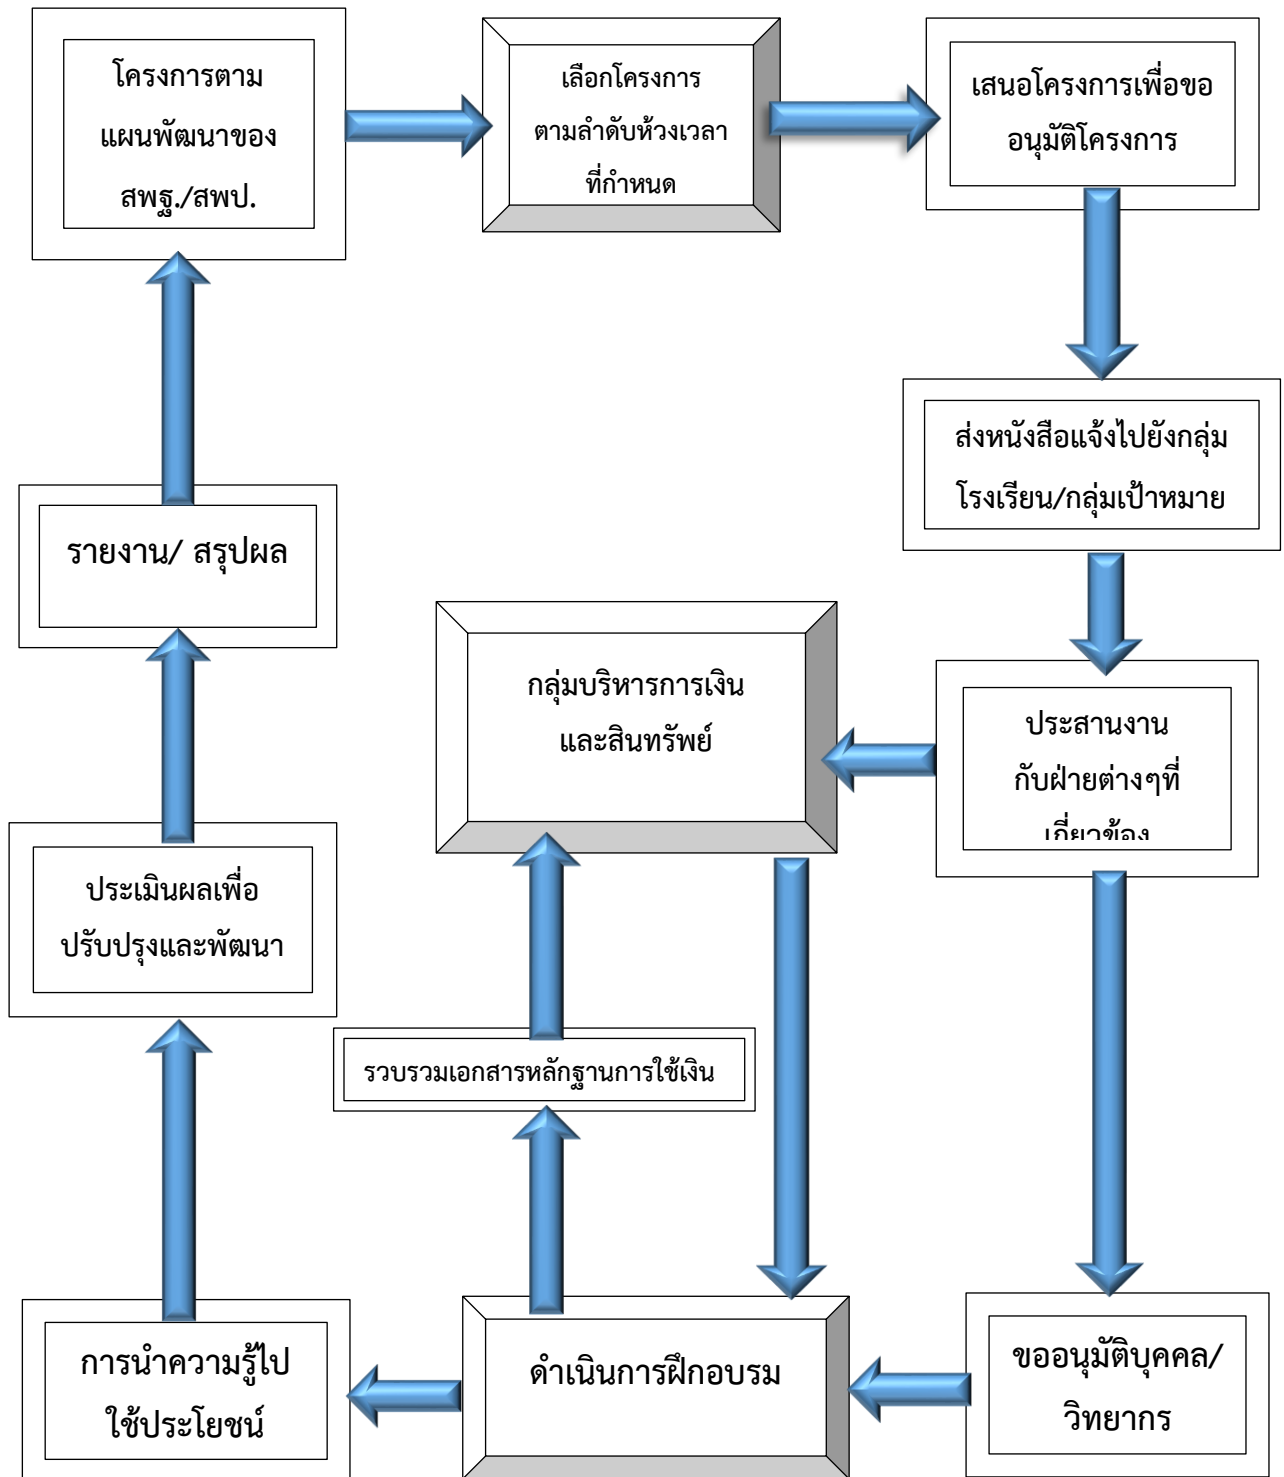 โครงการตาม
แผนพัฒนาของ
สพฐ./สพป.
เลือกโครงการ
ตามลำดับห้วงเวลา
ที่กำหนด
เสนอโครงการเพื่อขอ
อนุมัติโครงการ
ส่งหนังสือแจ้งไปยังกลุ่ม
โรงเรียน/กลุ่มเป้าหมาย
รายงาน/ สรุปผล
กลุ่มบริหารการเงิน
และสินทรัพย์
ประสานงาน
กับฝ่ายต่างๆที่
เกี่ยวข้อง
ประเมินผลเพื่อ
ปรับปรุงและพัฒนา
รวบรวมเอกสารหลักฐานการใช้เงิน
การนำความรู้ไป
ใช้ประโยชน์
ดำเนินการฝึกอบรม
ขออนุมัติบุคคล/
วิทยากร